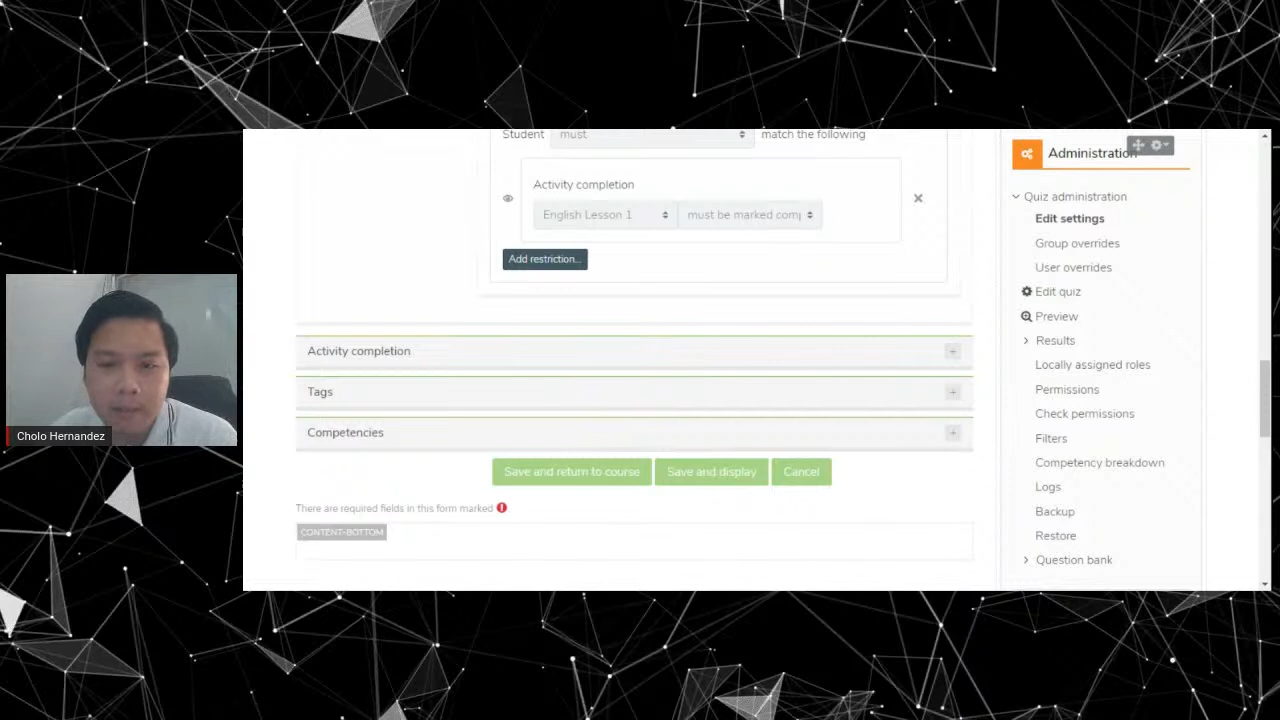 Student must match the following
Activity completion
English Lesson 1 must be marked comp
Add restriction...
Activity completion
Tags
Competencies
Save and return to course Save and display Cancel
There are required fields in this form marked
CONTENT-BOTTOM
Administration
Quiz administration
Edit settings
Group overrides
User overrides
Edit quiz
Preview
Results
Locally assigned roles
Permissions
Check permissions
Filters
Competency breakdown
Logs
Backup
Restore
Question bank
Cholo Hernandez